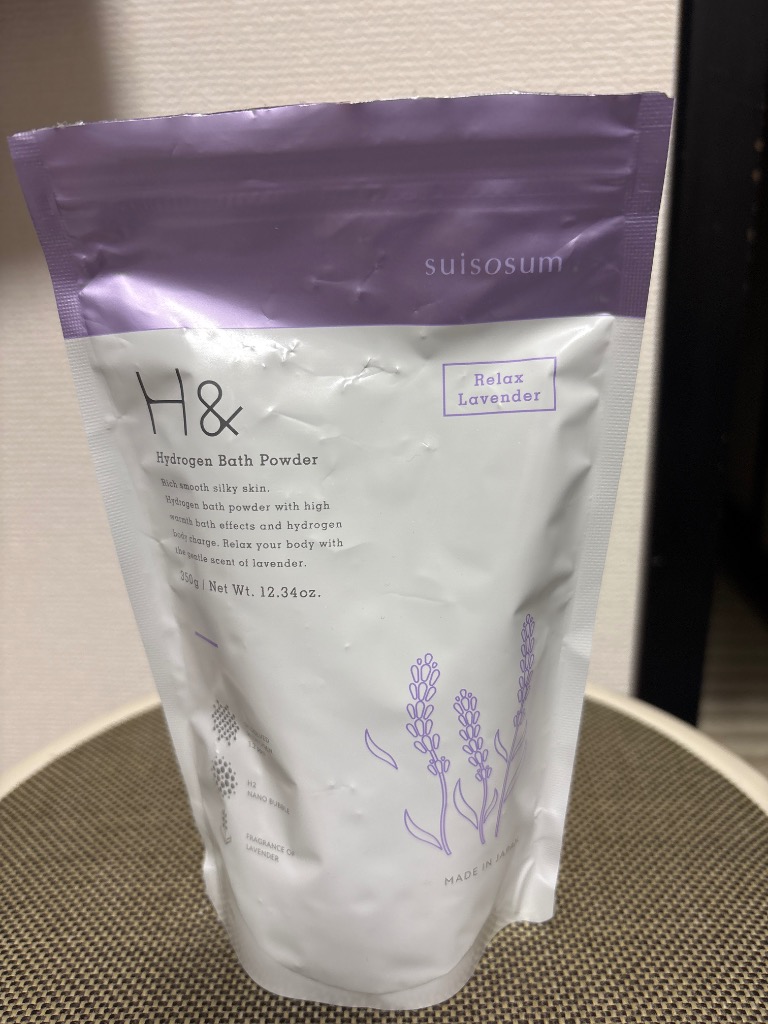 suisosum
H&
Relax
Lavender
Hydrogen Bath Powder
Rich smooth silky skin.
Hydrogen bath powder with high
warmth bath effects and hydrogen
body charge. Relax your body with
the gentle scent of lavender.
350g / Net Wt. 12.34oz.
H2
NANO BUBBLE
FRAGRANCE OF
LAVENDER
MADE IN JAPAN